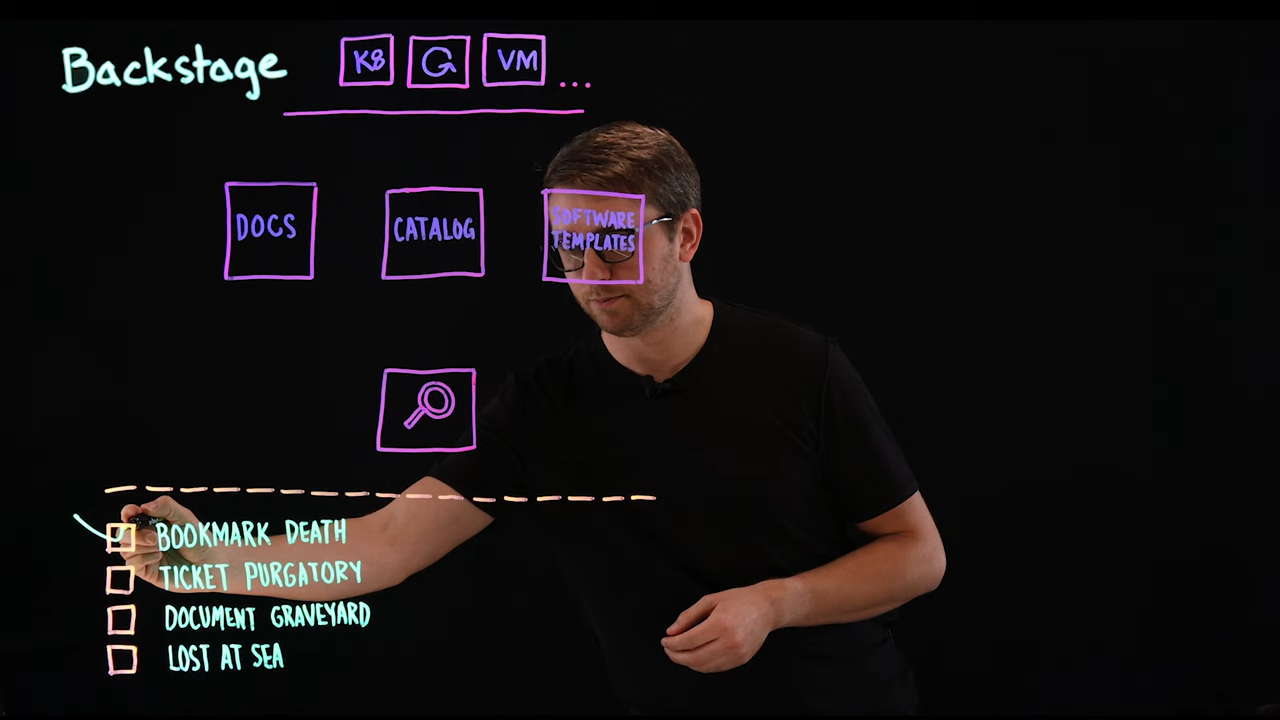 Backstage
K8
G
VM
...
DOCS
CATALOG
SOFTWARE
TEMPLATES
BOOKMARK DEATH
TICKET PURGATORY
DOCUMENT GRAVEYARD
LOST AT SEA